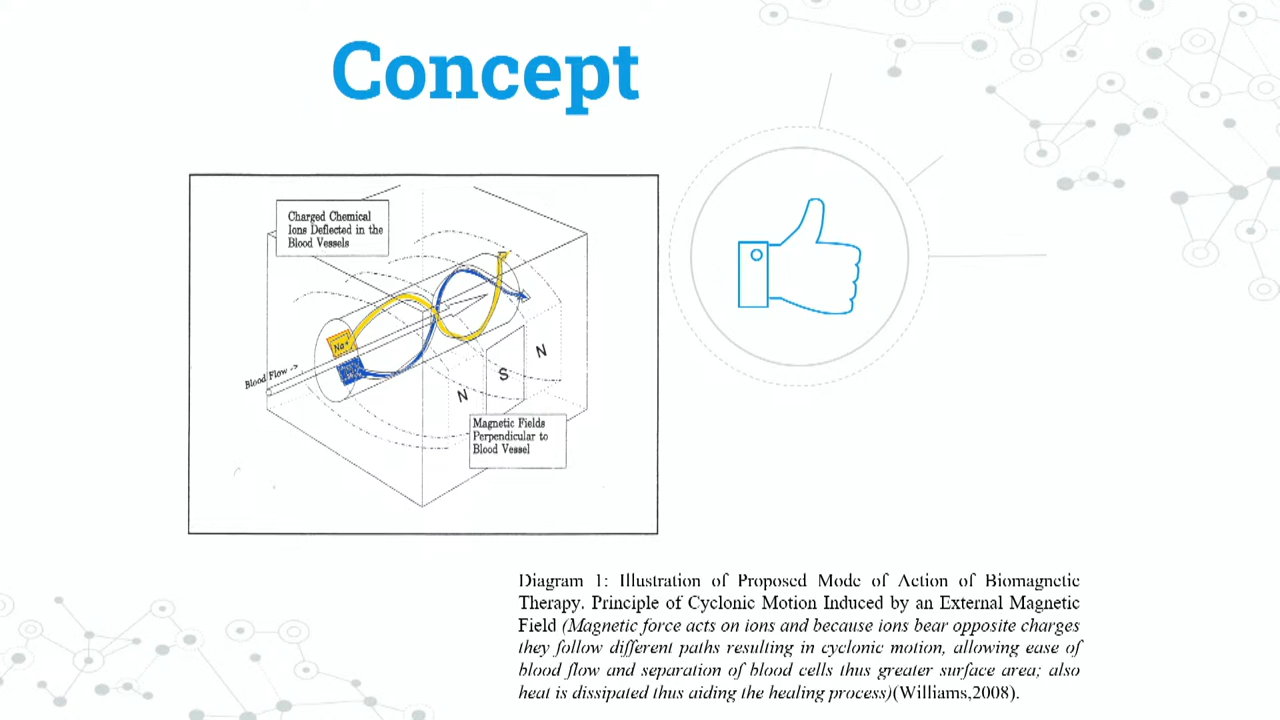 Concept
Charged Chemical
Ions Deflected in the
Blood Vessels
Na+
Blood Flow ->
N
S
N
Magnetic Fields
Perpendicular to
Blood Vessel
Diagram 1: Illustration of Proposed Mode of Action of Biomagnetic
Therapy. Principle of Cyclonic Motion Induced by an External Magnetic
Field (Magnetic force acts on ions and because ions bear opposite charges
they follow different paths resulting in cyclonic motion, allowing ease of
blood flow and separation of blood cells thus greater surface area; also
heat is dissipated thus aiding the healing process)(Williams,2008).